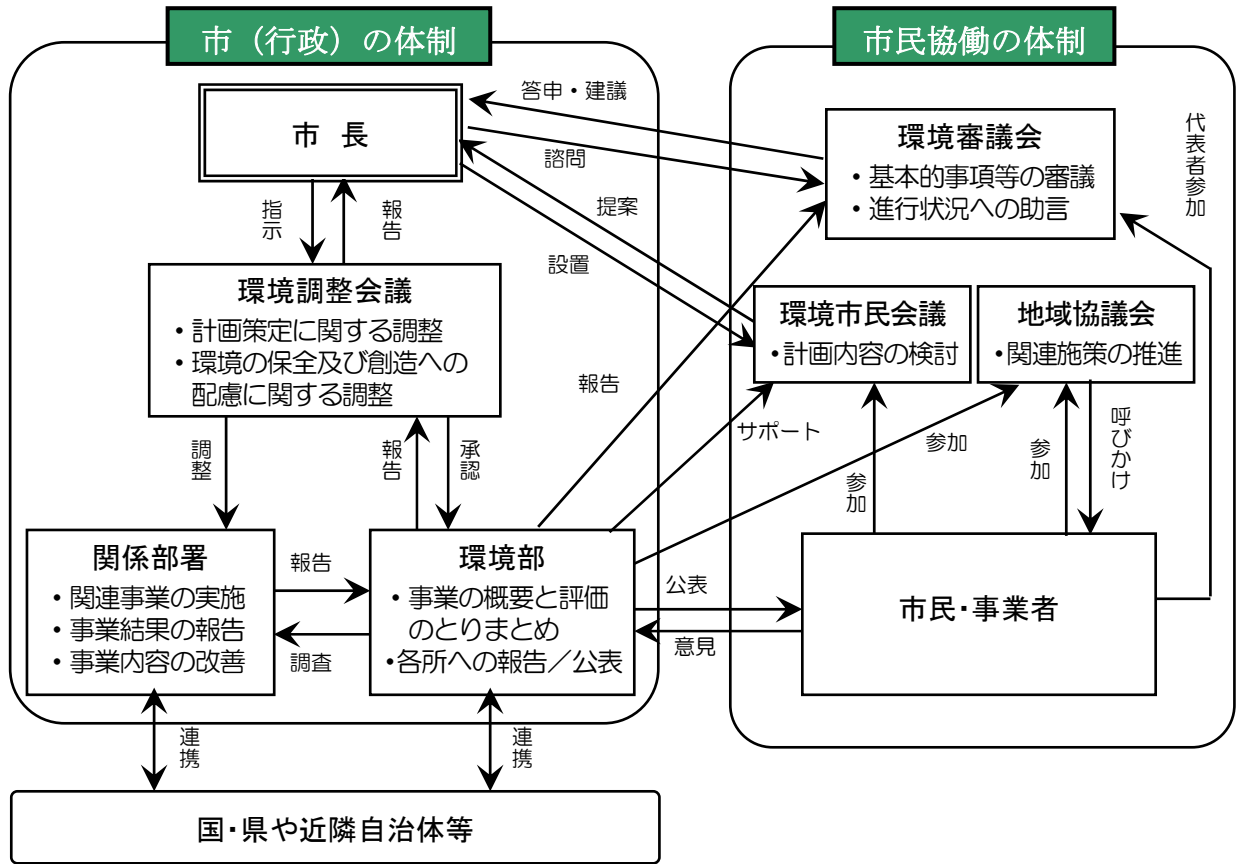 市（行政）の体制
市民協働の体制
市 長
答申・建議
諮問
提案
設置
環境審議会
・基本的事項等の審議
・進行状況への助言
代表者参加
指示
報告
環境調整会議
・計画策定に関する調整
・環境の保全及び創造への
配慮に関する調整
環境市民会議
・計画内容の検討
地域協議会
・関連施策の推進
報告
サポート
参加
調整
報告
承認
参加
参加
呼びかけ
関係部署
・関連事業の実施
・事業結果の報告
・事業内容の改善
報告
調査
環境部
・事業の概要と評価
のとりまとめ
・各所への報告／公表
公表
意見
市民・事業者
連携
連携
国・県や近隣自治体等